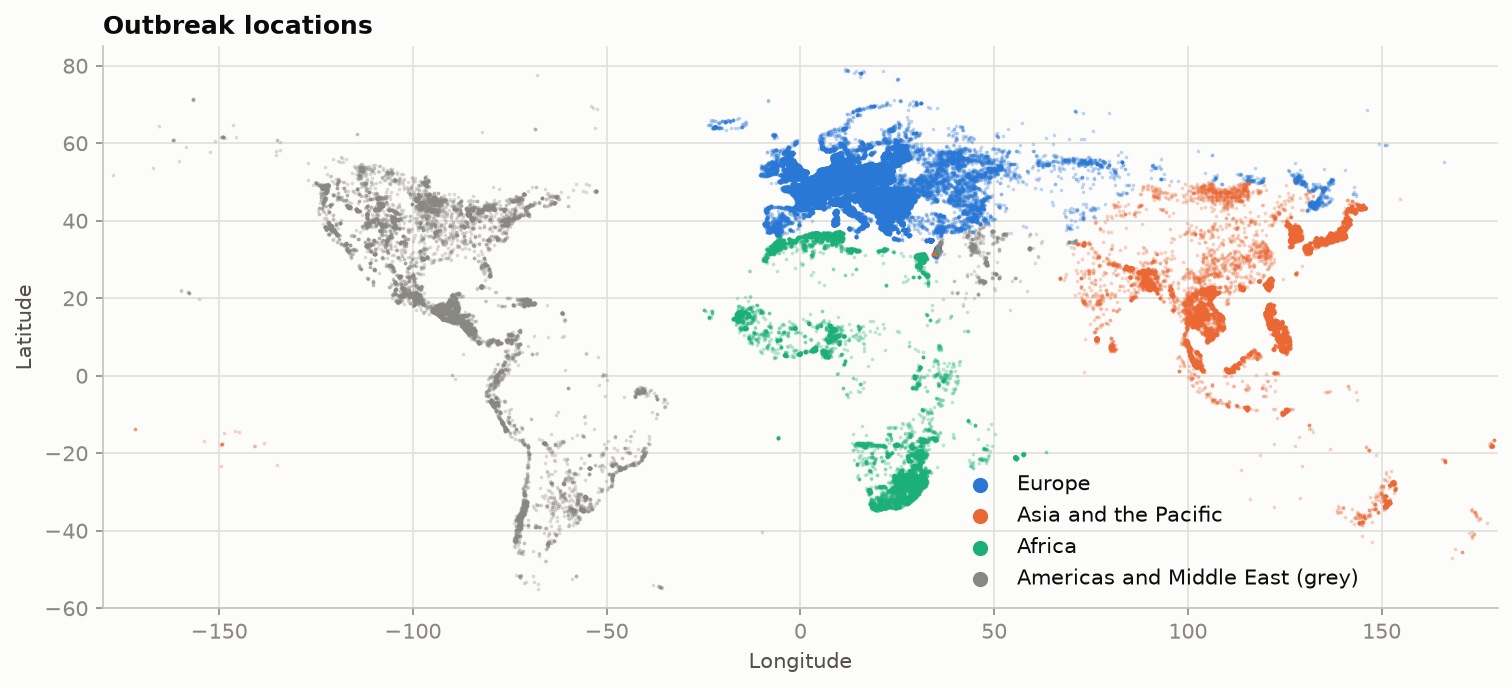 Outbreak locations
80
60
40
20
0
−20
−40
−60
Latitude
−150
−100
−50
0
50
100
150
Longitude
Europe
Asia and the Pacific
Africa
Americas and Middle East (grey)